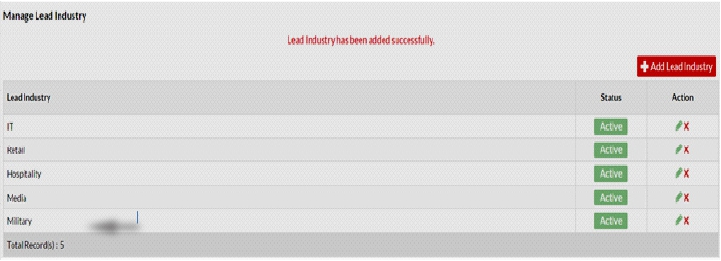 Manage Lead Industry
Lead Industry has been added successfully.
Add Lead Industry
Lead Industry Status Action
IT Active
Retail Active
Hospitality Active
Media Active
Military Active
Total Record(s) : 5